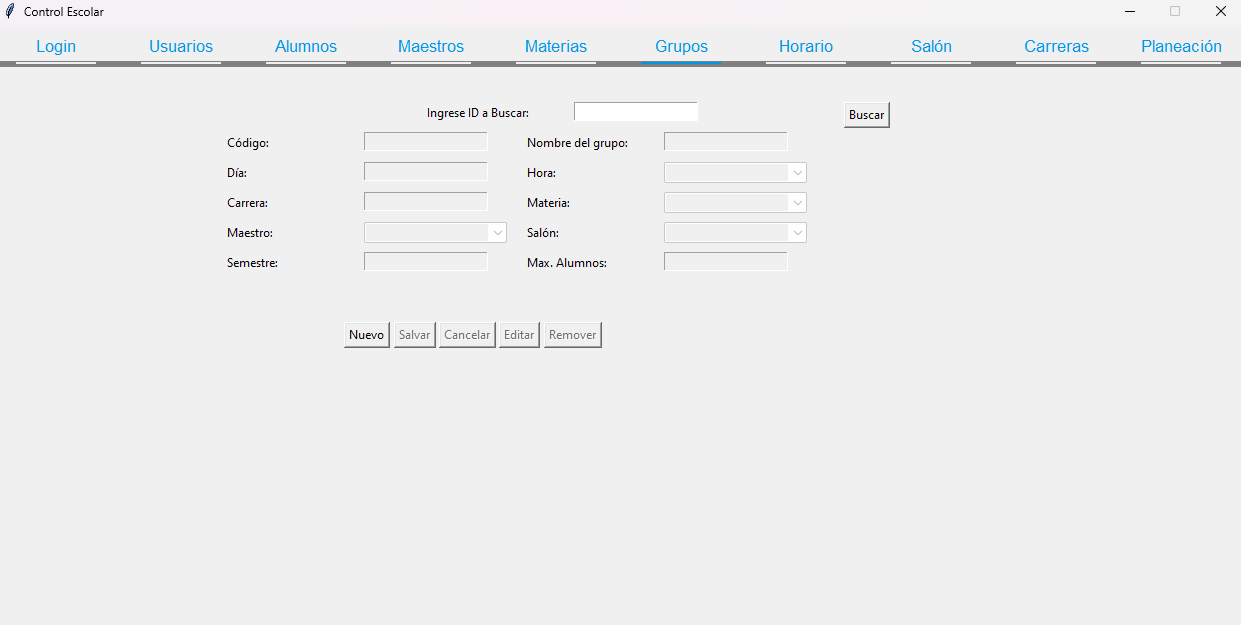 Control Escolar
Login Usuarios Alumnos Maestros Materias Grupos Horario Salón Carreras Planeación
Ingrese ID a Buscar: Buscar
Código: Nombre del grupo:
Día: Hora:
Carrera: Materia:
Maestro: Salón:
Semestre: Max. Alumnos:
Nuevo Salvar Cancelar Editar Remover